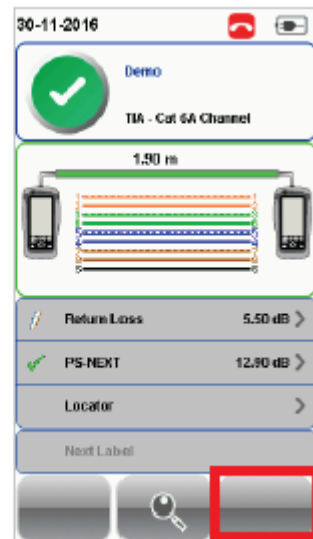 30-11-2016
Demo
TIA - Cat 6A Channel
1.90 m
Return Loss 5.50 dB
PS-NEXT 12.90 dB
Locator
Next Label